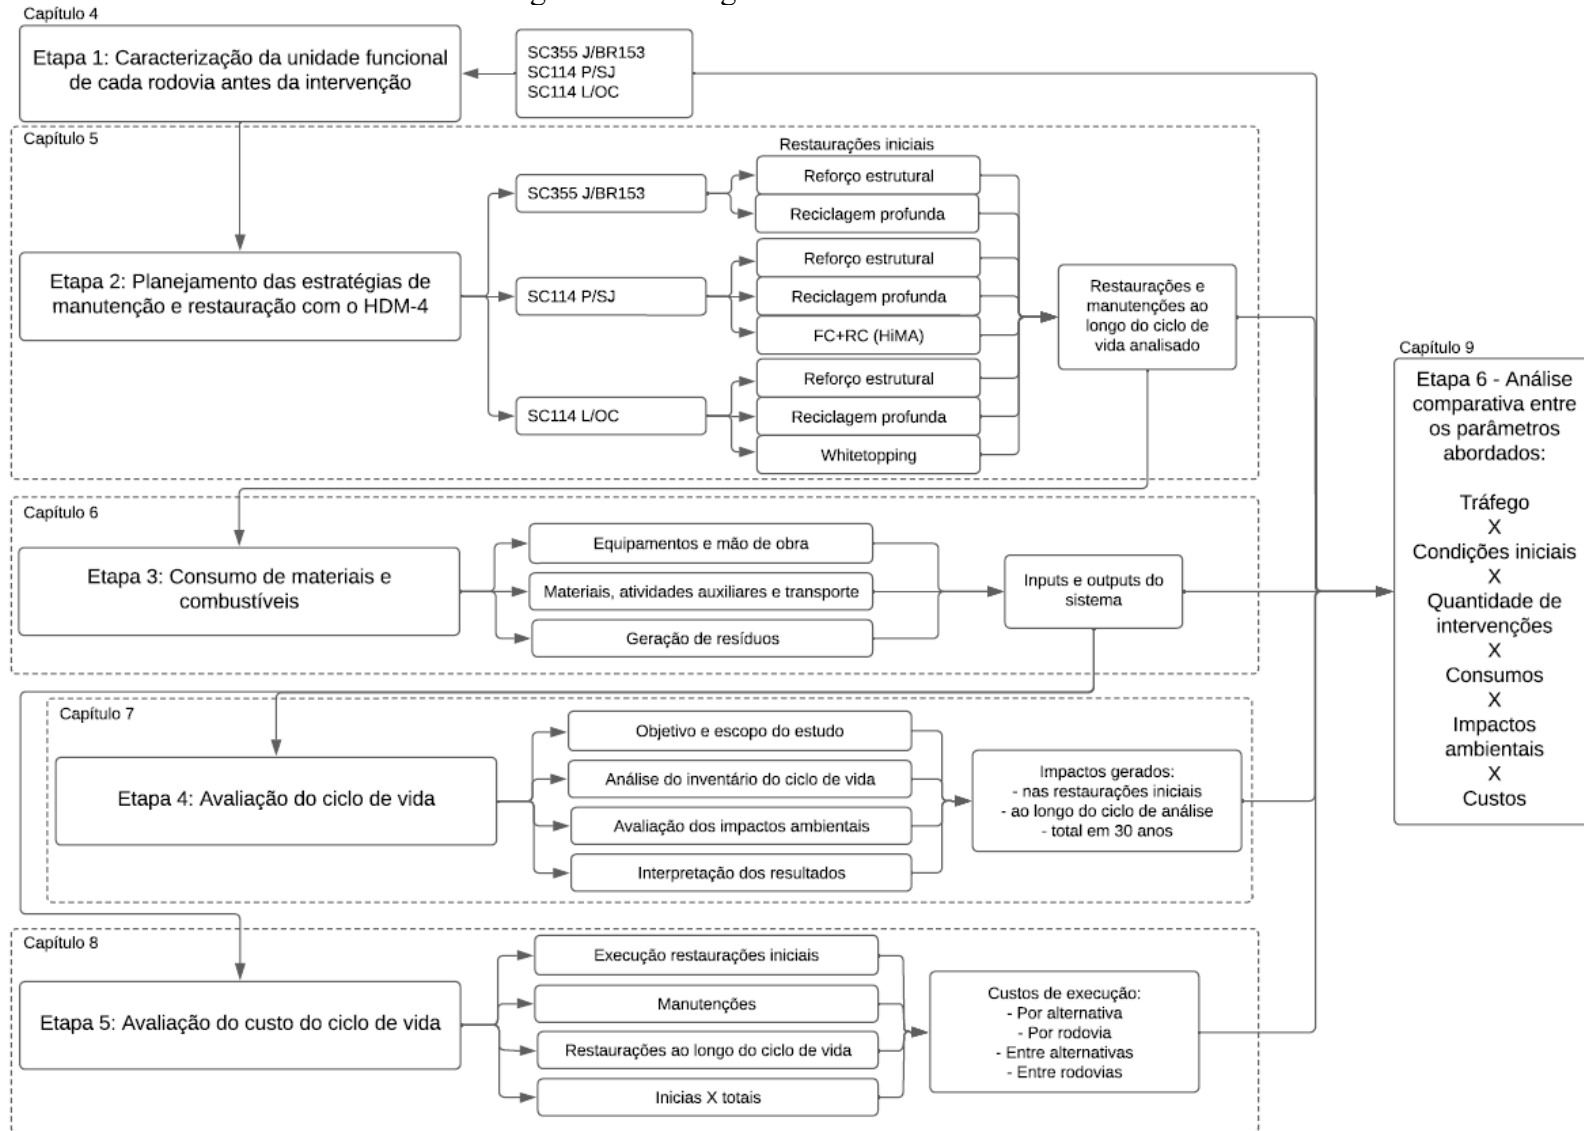 Capítulo 4
Etapa 1: Caracterização da unidade funcional
de cada rodovia antes da intervenção
SC355 J/BR153
SC114 P/SJ
SC114 L/OC
Capítulo 5
Etapa 2: Planejamento das estratégias de
manutenção e restauração com o HDM-4
SC355 J/BR153
SC114 P/SJ
SC114 L/OC
Restaurações iniciais
Reforço estrutural
Reciclagem profunda
Reforço estrutural
Reciclagem profunda
FC+RC (HiMA)
Reforço estrutural
Reciclagem profunda
Whitetopping
Restaurações e
manutenções ao
longo do ciclo de
vida analisado
Capítulo 6
Etapa 3: Consumo de materiais e
combustíveis
Equipamentos e mão de obra
Materiais, atividades auxiliares e transporte
Geração de resíduos
Inputs e outputs do
sistema
Capítulo 7
Etapa 4: Avaliação do ciclo de vida
Objetivo e escopo do estudo
Análise do inventário do ciclo de vida
Avaliação dos impactos ambientais
Interpretação dos resultados
Impactos gerados:
- nas restaurações iniciais
- ao longo do ciclo de análise
- total em 30 anos
Capítulo 8
Etapa 5: Avaliação do custo do ciclo de vida
Execução restaurações iniciais
Manutenções
Restaurações ao longo do ciclo de vida
Inicias X totais
Custos de execução:
- Por alternativa
- Por rodovia
- Entre alternativas
- Entre rodovias
Capítulo 9
Etapa 6 - Análise
comparativa entre
os parâmetros
abordados:
Tráfego
X
Condições iniciais
X
Quantidade de
intervenções
X
Consumos
X
Impactos
ambientais
X
Custos